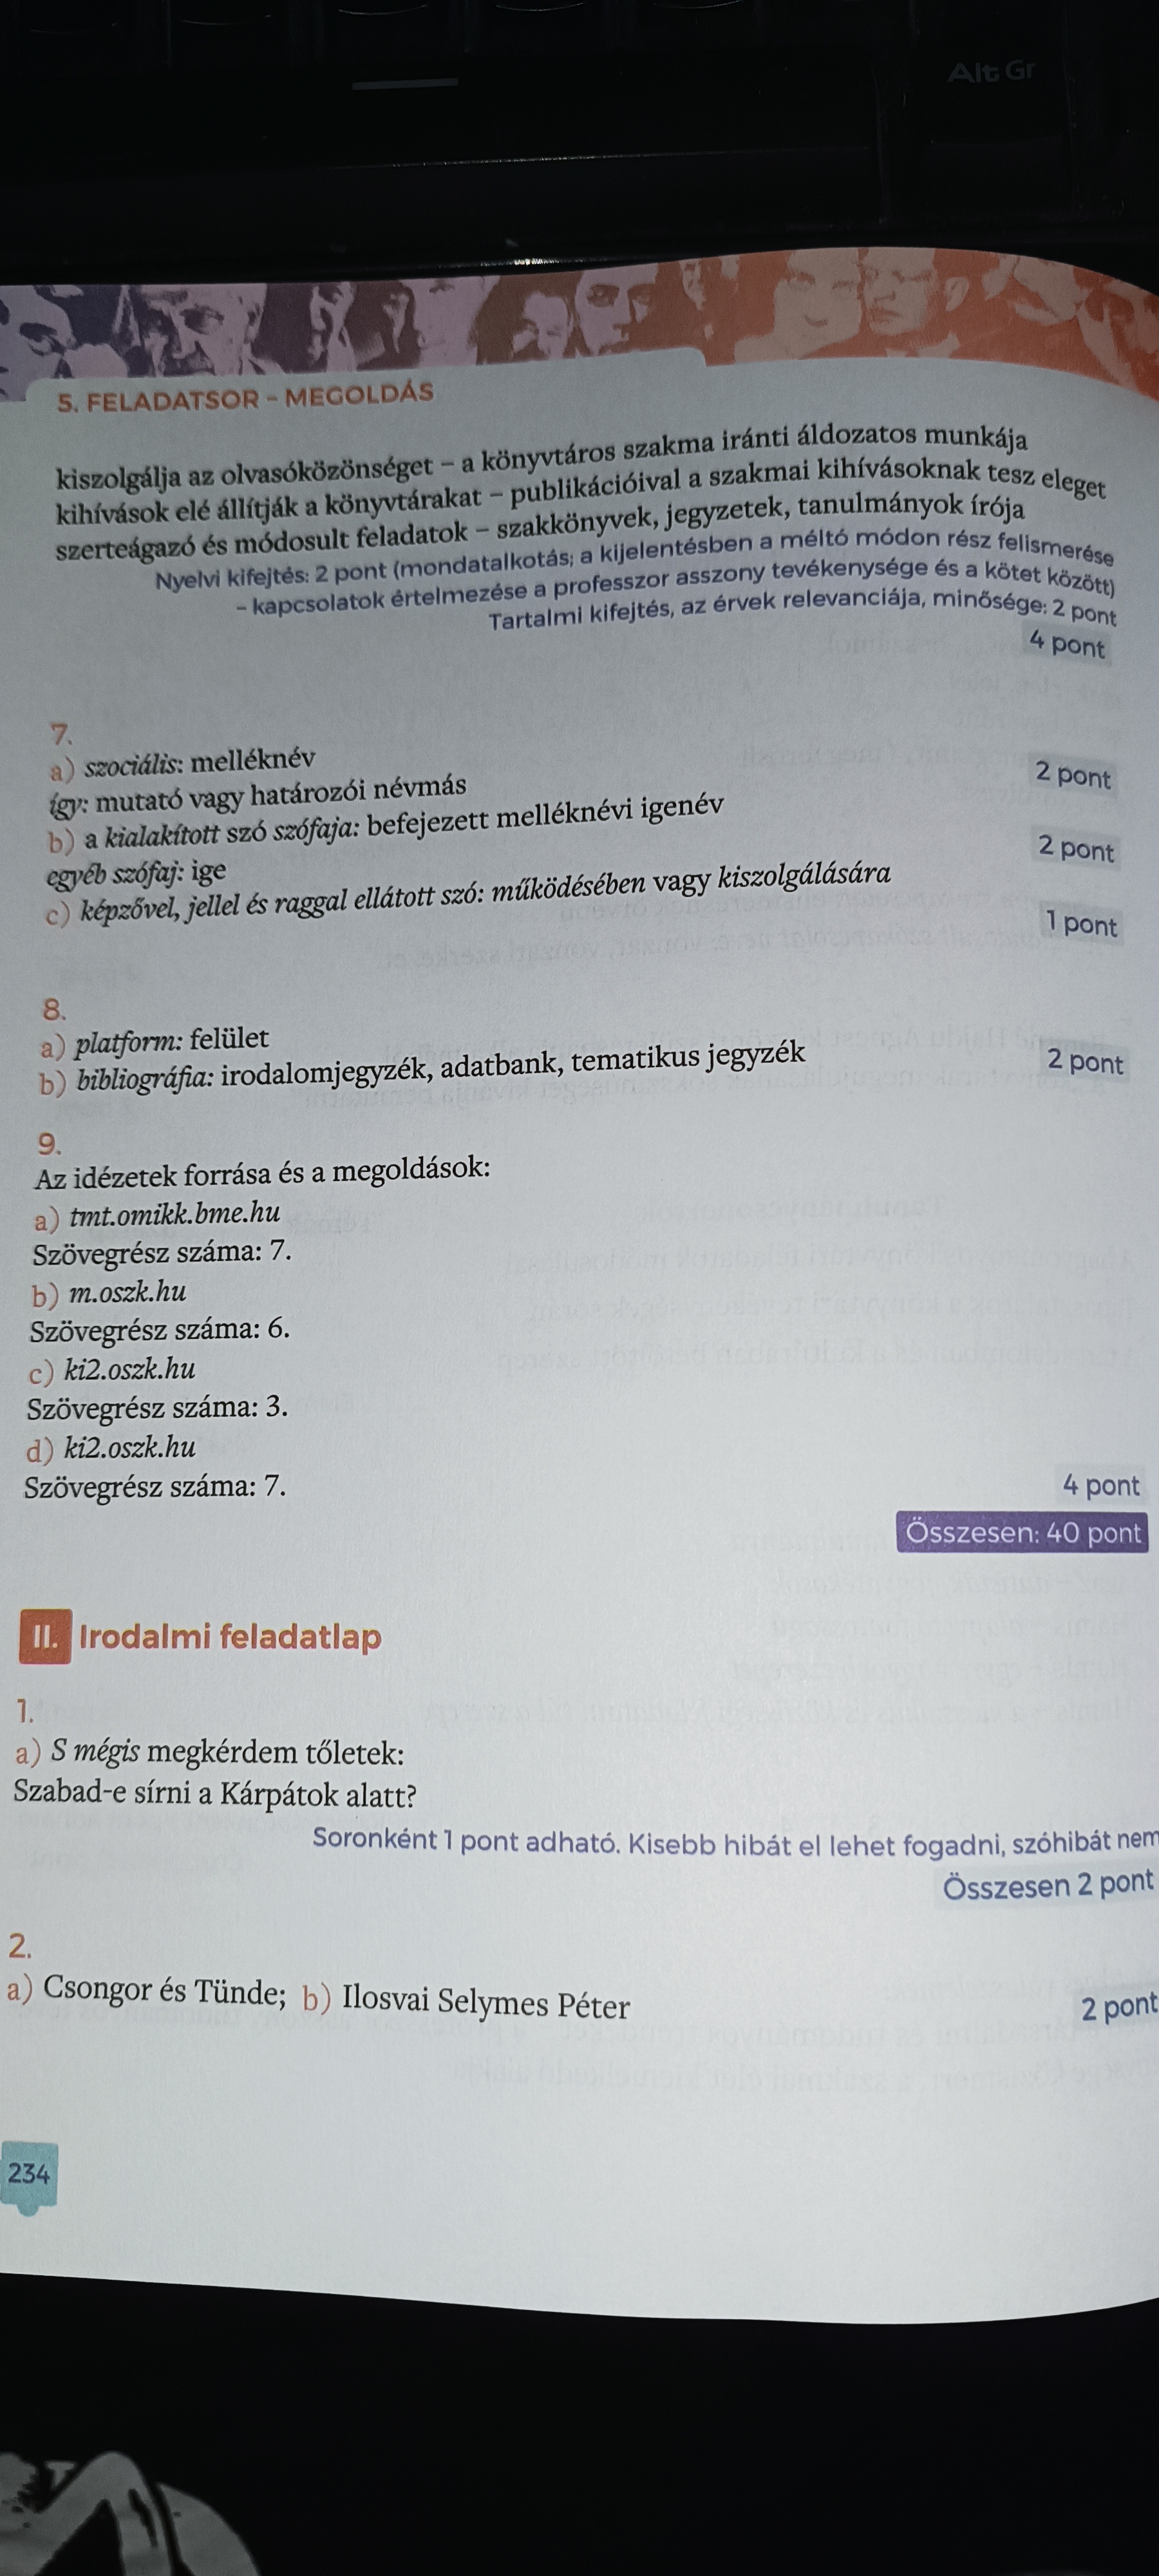 Alt Gr
5. FELADATSOR – MEGOLDÁS
kiszolgálja az olvasóközönséget – a könyvtáros szakma iránti áldozatos munkája
kihívások elé állítják a könyvtárakat – publikációival a szakmai kihívásoknak tesz eleget
szerteágazó és módosult feladatok – szakkönyvek, jegyzetek, tanulmányok írója
Nyelvi kifejtés: 2 pont (mondatalkotás; a kijelentésben a méltó módon rész felismerése
– kapcsolatok értelmezése a professzor asszony tevékenysége és a kötet között)
Tartalmi kifejtés, az érvek relevanciája, minősége: 2 pont
4 pont
7.
a) szociális: melléknév
így: mutató vagy határozói névmás
2 pont
b) a kialakított szó szófaja: befejezett melléknévi igenév
egyéb szófaj: ige
2 pont
c) képzővel, jellel és raggal ellátott szó: működésében vagy kiszolgálására
1 pont
8.
a) platform: felület
b) bibliográfia: irodalomjegyzék, adatbank, tematikus jegyzék
2 pont
9.
Az idézetek forrása és a megoldások:
a) tmt.omikk.bme.hu
Szövegrész száma: 7.
b) m.oszk.hu
Szövegrész száma: 6.
c) ki2.oszk.hu
Szövegrész száma: 3.
d) ki2.oszk.hu
Szövegrész száma: 7.
4 pont
Összesen: 40 pont
II. Irodalmi feladatlap
1.
a) S mégis megkérdem tőletek:
Szabad-e sírni a Kárpátok alatt?
Soronként 1 pont adható. Kisebb hibát el lehet fogadni, szóhibát nem
Összesen 2 pont
2.
a) Csongor és Tünde; b) Ilosvai Selymes Péter
2 pont
234